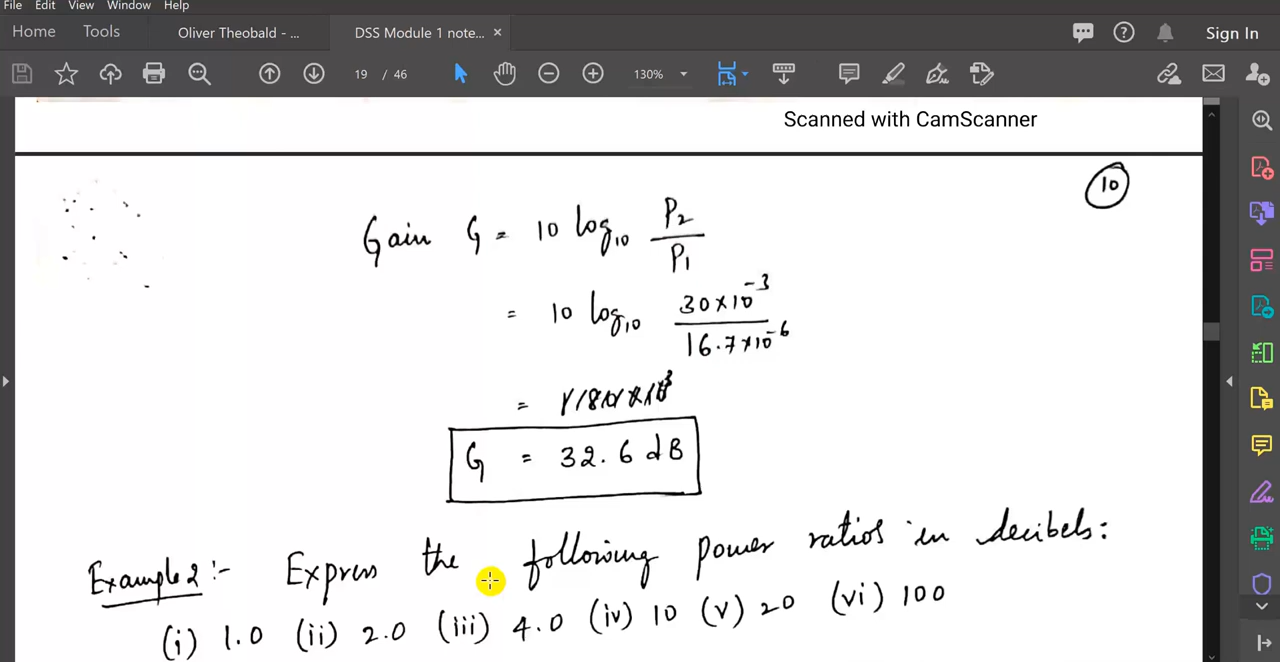 File Edit View Window Help
Home Tools Oliver Theobald - ... DSS Module 1 note... × Sign In
19 / 46 130%
Scanned with CamScanner
10
Gain G = 10 log₁₀ P₂/P₁
= 10 log₁₀ 30×10⁻³/16.7×10⁻⁶
=
G = 32.6 dB
Example 2 :- Express the following power ratios in decibels:
(i) 1.0 (ii) 2.0 (iii) 4.0 (iv) 10 (v) 20 (vi) 100